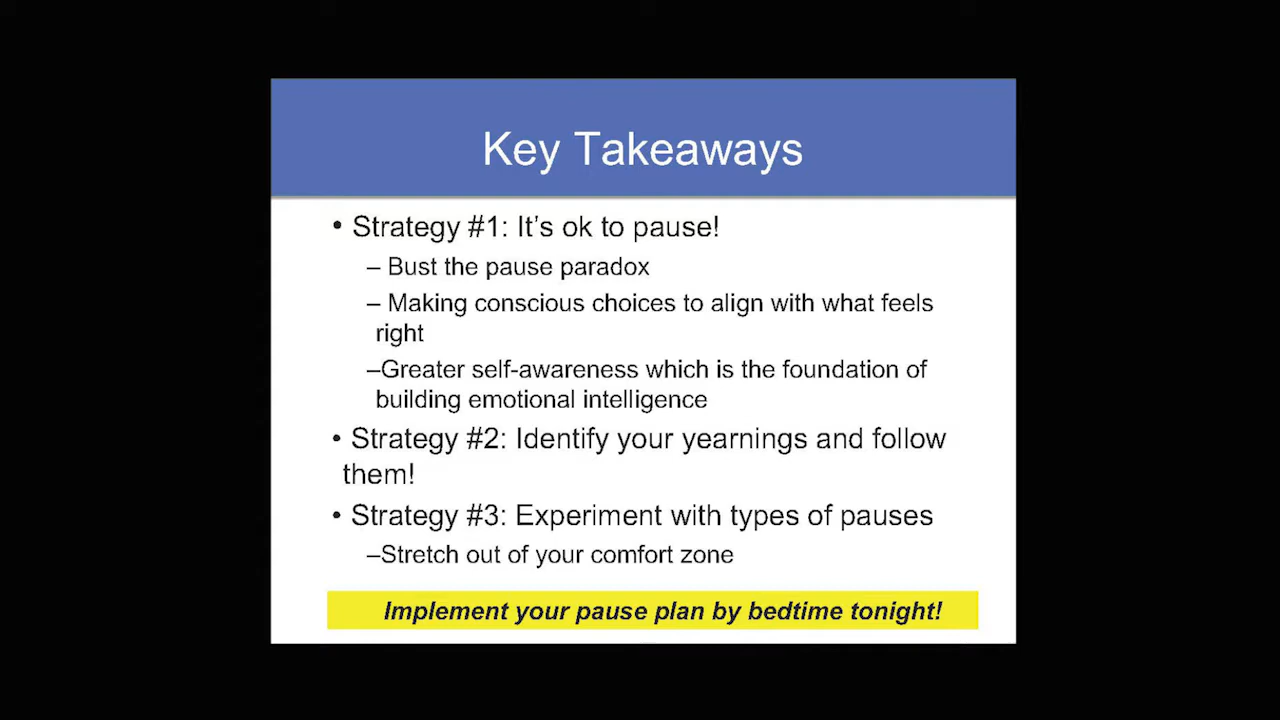 Key Takeaways
• Strategy #1: It's ok to pause!
– Bust the pause paradox
– Making conscious choices to align with what feels
right
–Greater self-awareness which is the foundation of
building emotional intelligence
• Strategy #2: Identify your yearnings and follow
them!
• Strategy #3: Experiment with types of pauses
–Stretch out of your comfort zone
Implement your pause plan by bedtime tonight!